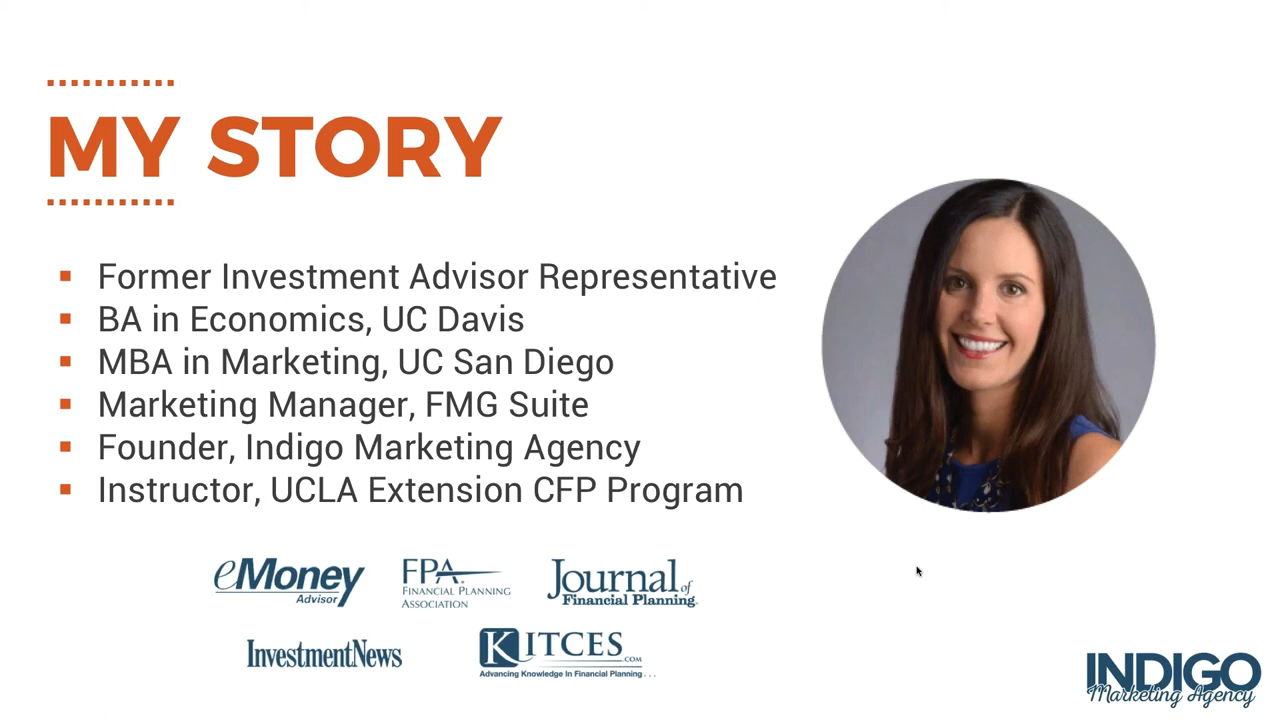 MY STORY
Former Investment Advisor Representative
BA in Economics, UC Davis
MBA in Marketing, UC San Diego
Marketing Manager, FMG Suite
Founder, Indigo Marketing Agency
Instructor, UCLA Extension CFP Program
eMoney
Advisor
FPA®
FINANCIAL PLANNING
ASSOCIATION
Journal of
Financial Planning®
InvestmentNews
KITCES
.COM
Advancing Knowledge In Financial Planning...
INDIGO
Marketing Agency